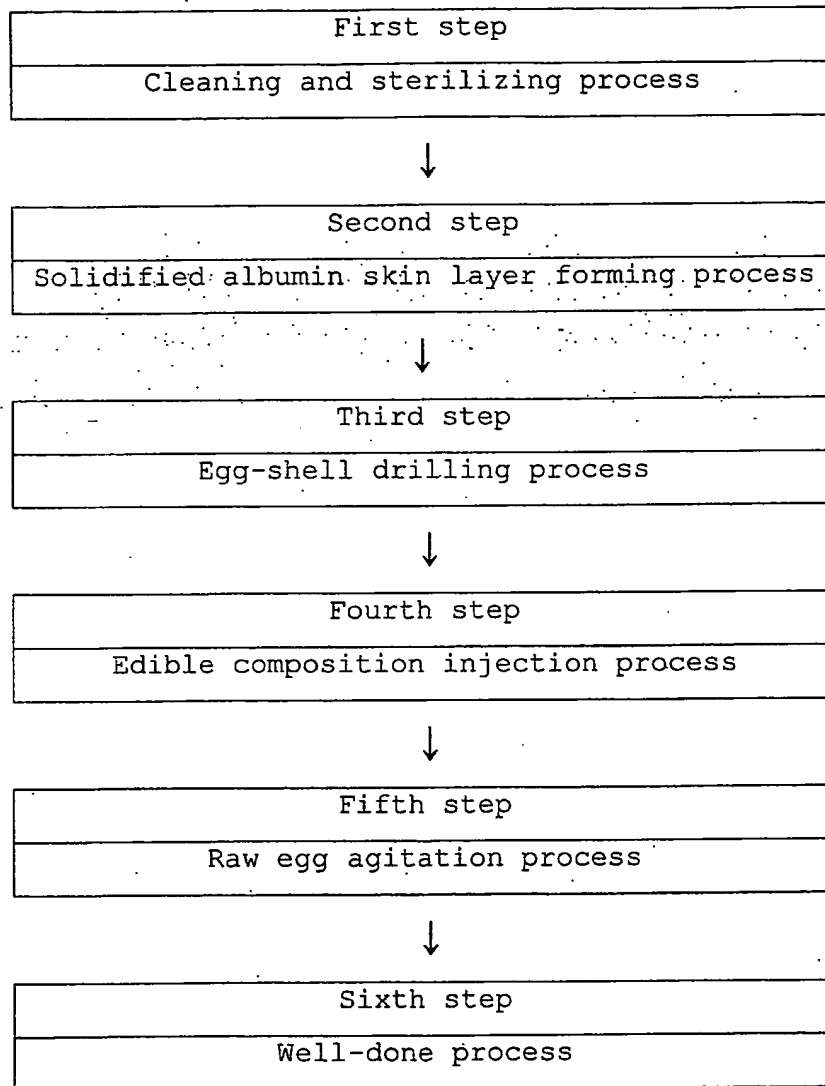 First step
Cleaning and sterilizing process
↓
Second step
Solidified albumin skin layer forming process
↓
Third step
Egg-shell drilling process
↓
Fourth step
Edible composition injection process
↓
Fifth step
Raw egg agitation process
↓
Sixth step
Well-done process